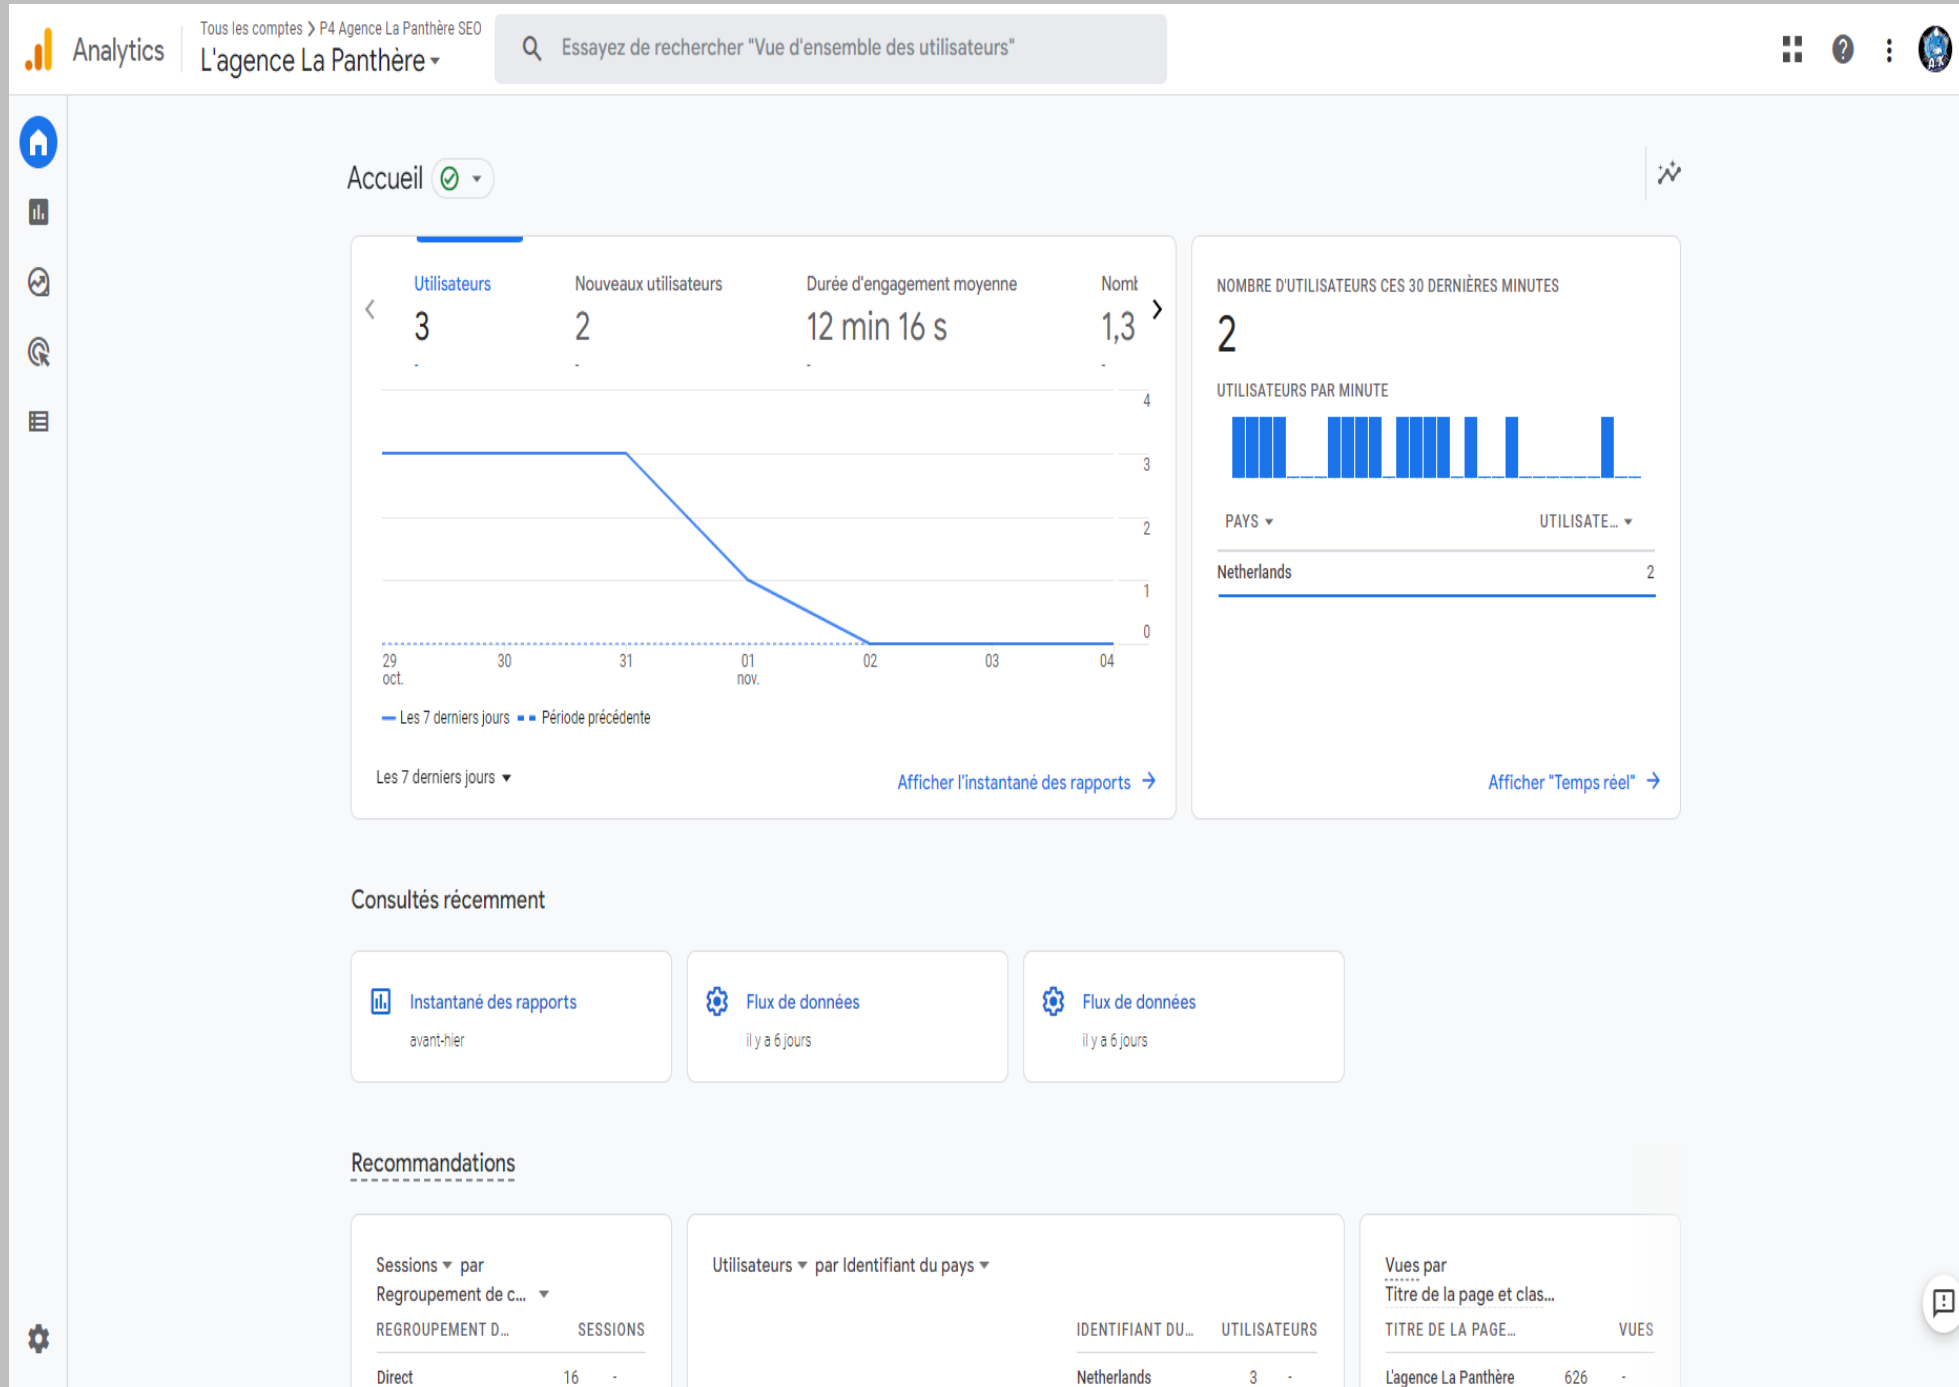 Analytics
Tous les comptes > P4 Agence La Panthère SEO
L'agence La Panthère
Essayez de rechercher "Vue d'ensemble des utilisateurs"
Accueil
Utilisateurs
3
-
Nouveaux utilisateurs
2
-
Durée d'engagement moyenne
12 min 16 s
-
Nomb
1,3
-
4
3
2
1
0
29 oct.
30
31
01 nov.
02
03
04
Les 7 derniers jours
Période précédente
Les 7 derniers jours
Afficher l'instantané des rapports
NOMBRE D'UTILISATEURS CES 30 DERNIÈRES MINUTES
2
UTILISATEURS PAR MINUTE
PAYS
UTILISATE...
Netherlands 2
Afficher "Temps réel"
Consultés récemment
Instantané des rapports
avant-hier
Flux de données
il y a 6 jours
Flux de données
il y a 6 jours
Recommandations
Sessions par
Regroupement de c...
REGROUPEMENT D... SESSIONS
Direct 16 -
Utilisateurs par Identifiant du pays
IDENTIFIANT DU... UTILISATEURS
Netherlands 3 -
Vues par
Titre de la page et clas...
TITRE DE LA PAGE... VUES
L'agence La Panthère 626 -